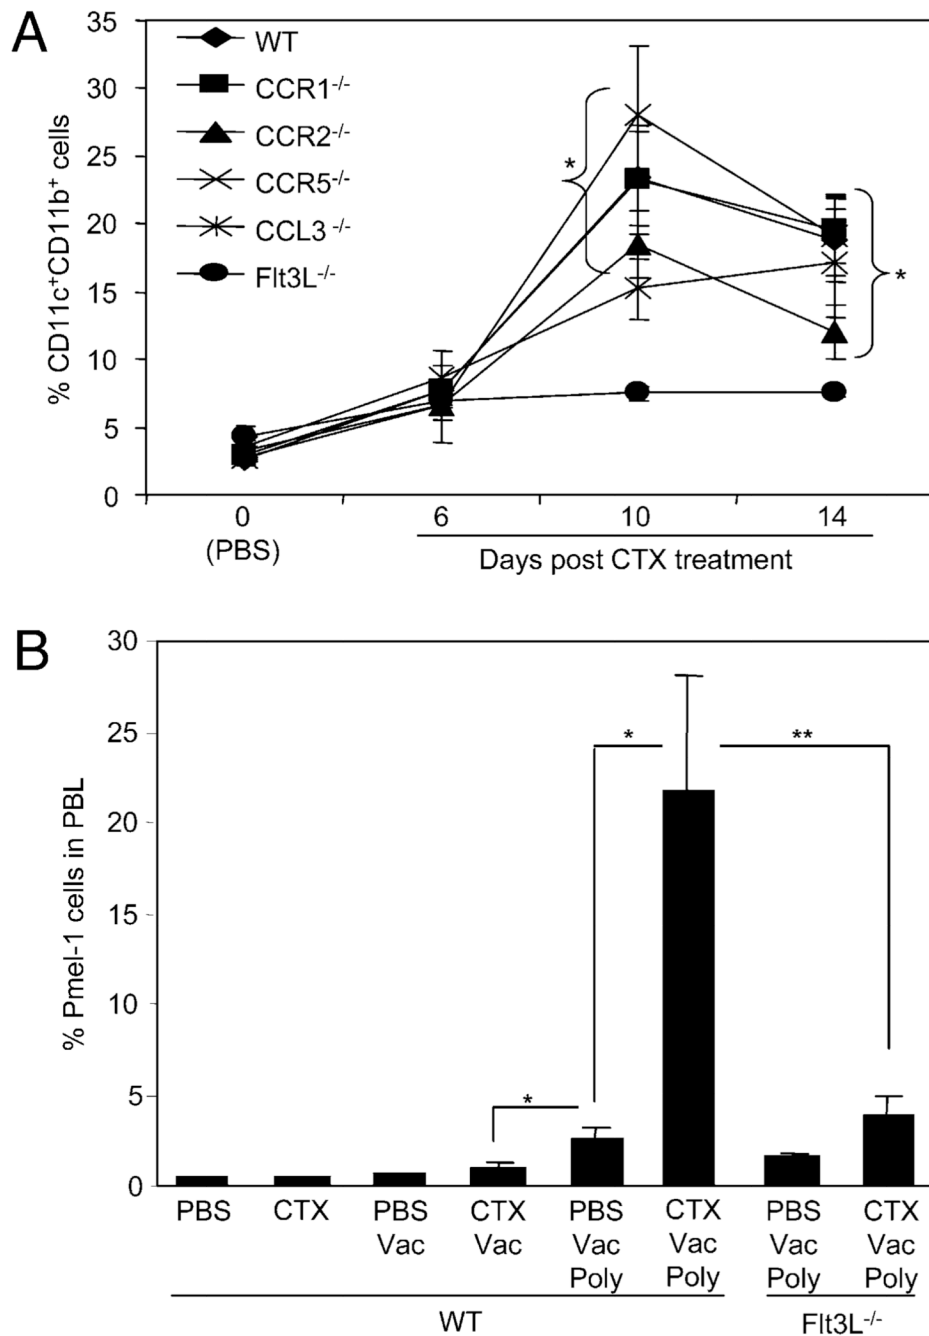 A
35
30
25
20
15
10
5
0
% CD11c+CD11b+ cells
WT
CCR1-/-
CCR2-/-
CCR5-/-
CCL3 -/-
Flt3L-/-
*
*
0 6 10 14
(PBS)
Days post CTX treatment
B
30
25
20
15
10
5
0
% Pmel-1 cells in PBL
* **
*
PBS CTX PBS CTX PBS CTX PBS CTX
Vac Vac Vac Vac Vac Vac
Poly Poly Poly Poly
WT Flt3L-/-